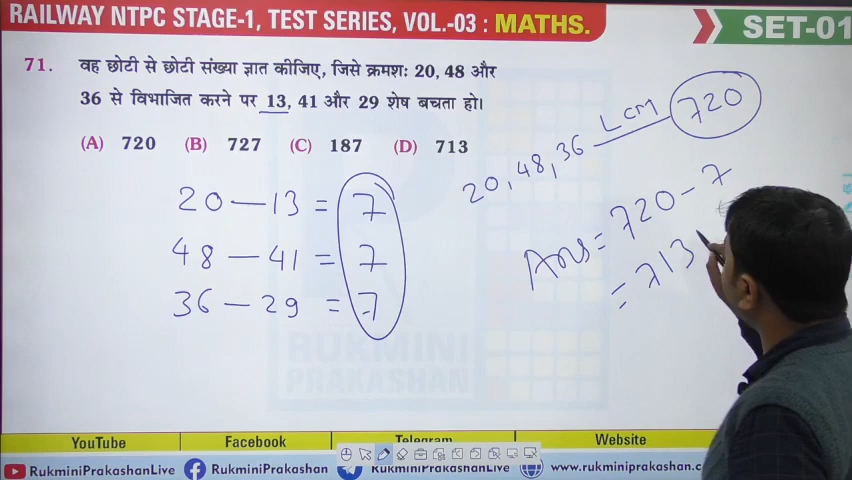 RAILWAY NTPC STAGE-1, TEST SERIES, VOL.-03 : MATHS.
SET-01
71. वह छोटी से छोटी संख्या ज्ञात कीजिए, जिसे क्रमशः 20, 48 और
36 से विभाजित करने पर 13, 41 और 29 शेष बचता हो।
(A) 720 (B) 727 (C) 187 (D) 713
20, 48, 36 LCM 720
20 — 13 = 7
48 — 41 = 7
36 — 29 = 7
Ans = 720 - 7
= 713
RUKMINI
PRAKASHAN
YouTube Facebook Telegram Website
RukminiPrakashanLive RukminiPrakashan RukminiPrakashanLive www.rukminiprakash.c